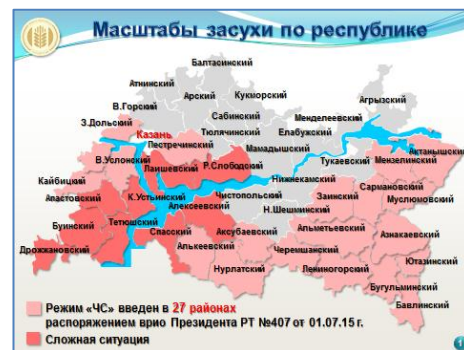 Масштабы засухи по республике
Балтасинский
Атнинский
Арский
Кукморский
В.Горский
Сабинский
Агрызский
З.Дольский
Менделеевский
Казань
Тюлячинский
Елабужский
Пестречинский
Мамадышский
Актанышский
В.Услонский
Р.Слободский
Тукаевский
Мензелинский
Кайбицкий
Лаишевский
Нижнекамский
Сармановский
Апастовский
К.Устьинский
Чистопольский
Заинский
Муслюмовский
Алексеевский
Н.Шешминский
Тетюшский
Буинский
Спасский
Аксубаевский
Альметьевский
Азнакаевский
Дрожжановский
Алькеевский
Черемшанский
Ютазинский
Нурлатский
Лениногорский
Бугульминский
Бавлинский
Режим «ЧС» введен в 27 районах
распоряжением врио Президента РТ №407 от 01.07.15 г.
Сложная ситуация
1